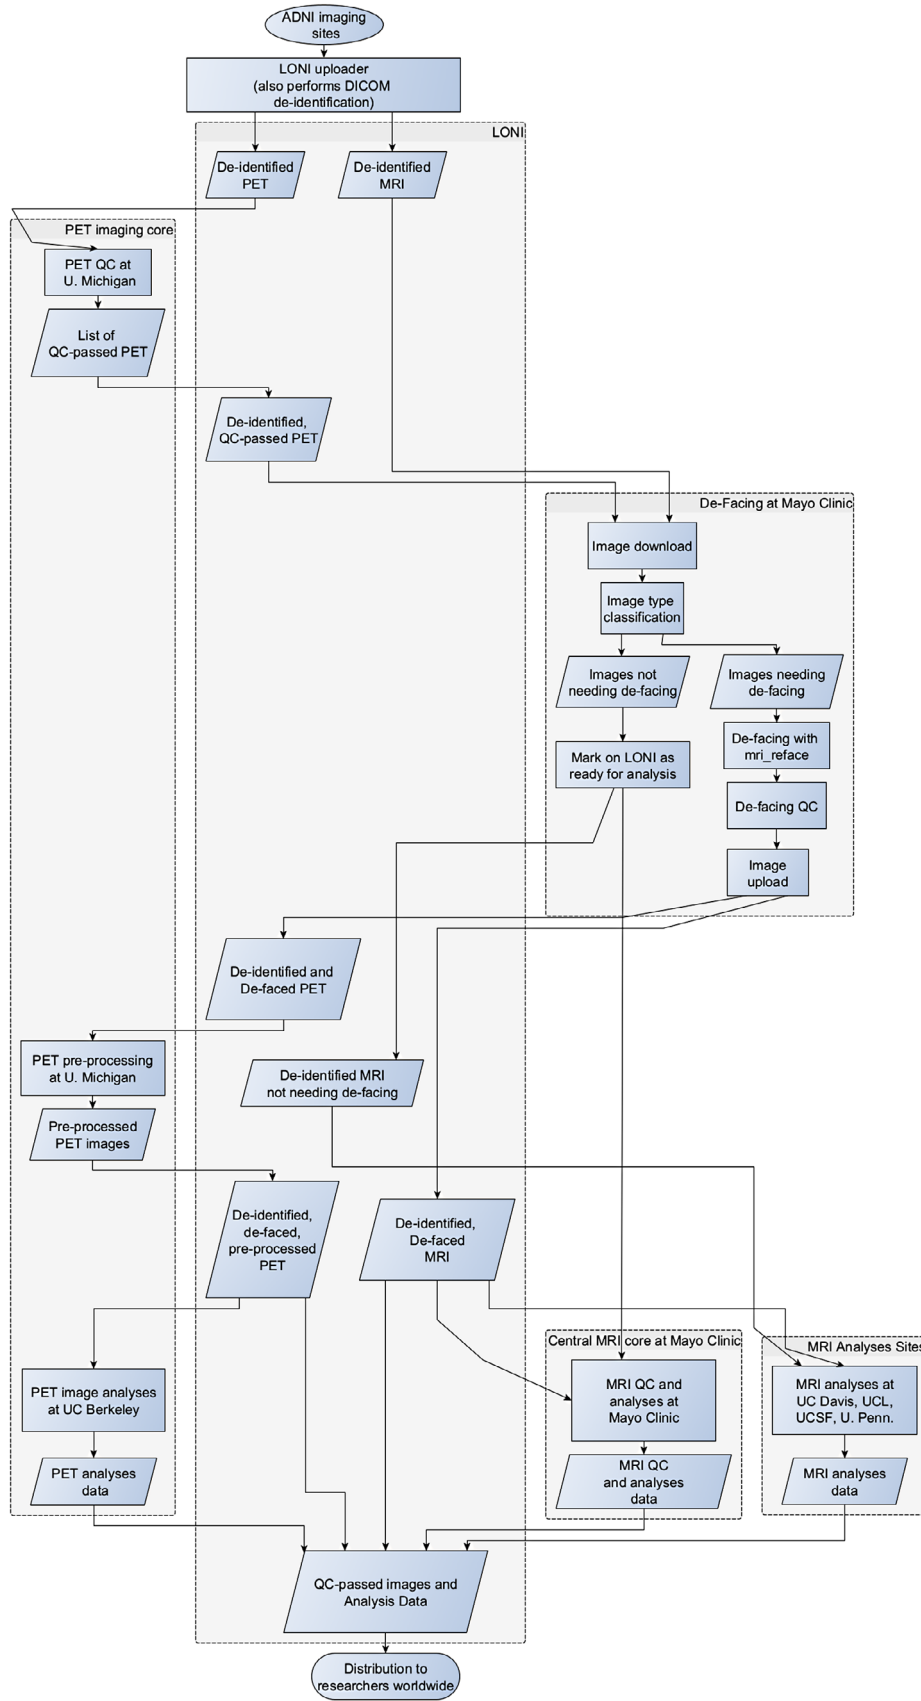 ADNI imaging
sites
LONI uploader
(also performs DICOM
de-identification)
LONI
De-identified
PET
De-identified
MRI
PET imaging core
PET QC at
U. Michigan
List of
QC-passed PET
De-identified,
QC-passed PET
De-Facing at Mayo Clinic
Image download
Image type
classification
Images not
needing de-facing
Images needing
de-facing
Mark on LONI as
ready for analysis
De-facing with
mri_reface
De-facing QC
Image
upload
De-identified and
De-faced PET
PET pre-processing
at U. Michigan
De-identified MRI
not needing de-facing
Pre-processed
PET images
De-identified,
de-faced,
pre-processed
PET
De-identified,
De-faced
MRI
Central MRI core at Mayo Clinic
MRI Analyses Sites
PET image analyses
at UC Berkeley
MRI QC and
analyses at
Mayo Clinic
MRI analyses at
UC Davis, UCL,
UCSF, U. Penn.
PET analyses
data
MRI QC
and analyses
data
MRI analyses
data
QC-passed images and
Analysis Data
Distribution to
researchers worldwide